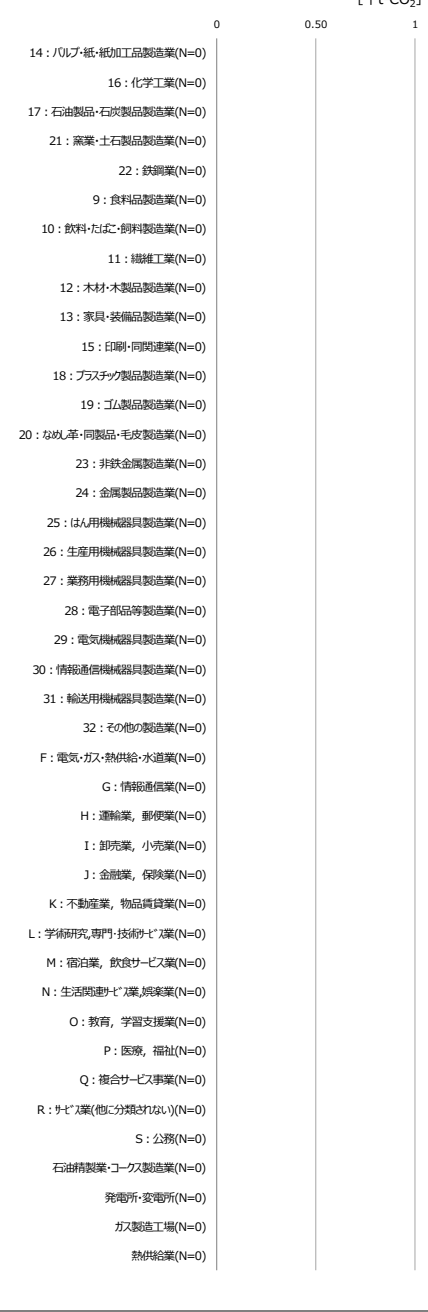 [千t-CO₂]
0 0.50 1
14：パルプ・紙・紙加工品製造業(N=0)
16：化学工業(N=0)
17：石油製品・石炭製品製造業(N=0)
21：窯業・土石製品製造業(N=0)
22：鉄鋼業(N=0)
9：食料品製造業(N=0)
10：飲料・たばこ・飼料製造業(N=0)
11：繊維工業(N=0)
12：木材・木製品製造業(N=0)
13：家具・装備品製造業(N=0)
15：印刷・同関連業(N=0)
18：プラスチック製品製造業(N=0)
19：ゴム製品製造業(N=0)
20：なめし革・同製品・毛皮製造業(N=0)
23：非鉄金属製造業(N=0)
24：金属製品製造業(N=0)
25：はん用機械器具製造業(N=0)
26：生産用機械器具製造業(N=0)
27：業務用機械器具製造業(N=0)
28：電子部品等製造業(N=0)
29：電気機械器具製造業(N=0)
30：情報通信機械器具製造業(N=0)
31：輸送用機械器具製造業(N=0)
32：その他の製造業(N=0)
F：電気・ガス・熱供給・水道業(N=0)
G：情報通信業(N=0)
H：運輸業，郵便業(N=0)
I：卸売業，小売業(N=0)
J：金融業，保険業(N=0)
K：不動産業，物品賃貸業(N=0)
L：学術研究,専門・技術ｻｰﾋﾞｽ業(N=0)
M：宿泊業，飲食サービス業(N=0)
N：生活関連ｻｰﾋﾞｽ業,娯楽業(N=0)
O：教育，学習支援業(N=0)
P：医療，福祉(N=0)
Q：複合サービス事業(N=0)
R：ｻｰﾋﾞｽ業(他に分類されない)(N=0)
S：公務(N=0)
石油精製業・コークス製造業(N=0)
発電所・変電所(N=0)
ガス製造工場(N=0)
熱供給業(N=0)